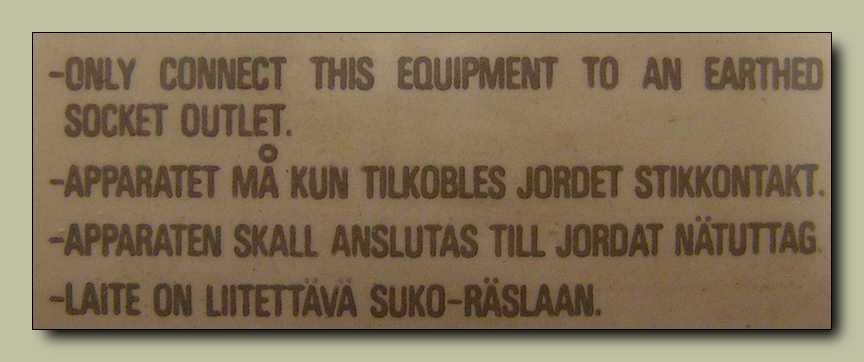 -ONLY CONNECT THIS EQUIPMENT TO AN EARTHED
SOCKET OUTLET.
-APPARATET MÅ KUN TILKOBLES JORDET STIKKONTAKT.
-APPARATEN SKALL ANSLUTAS TILL JORDAT NÄTUTTAG.
-LAITE ON LIITETTÄVÄ SUKO-RÄSLAAN.